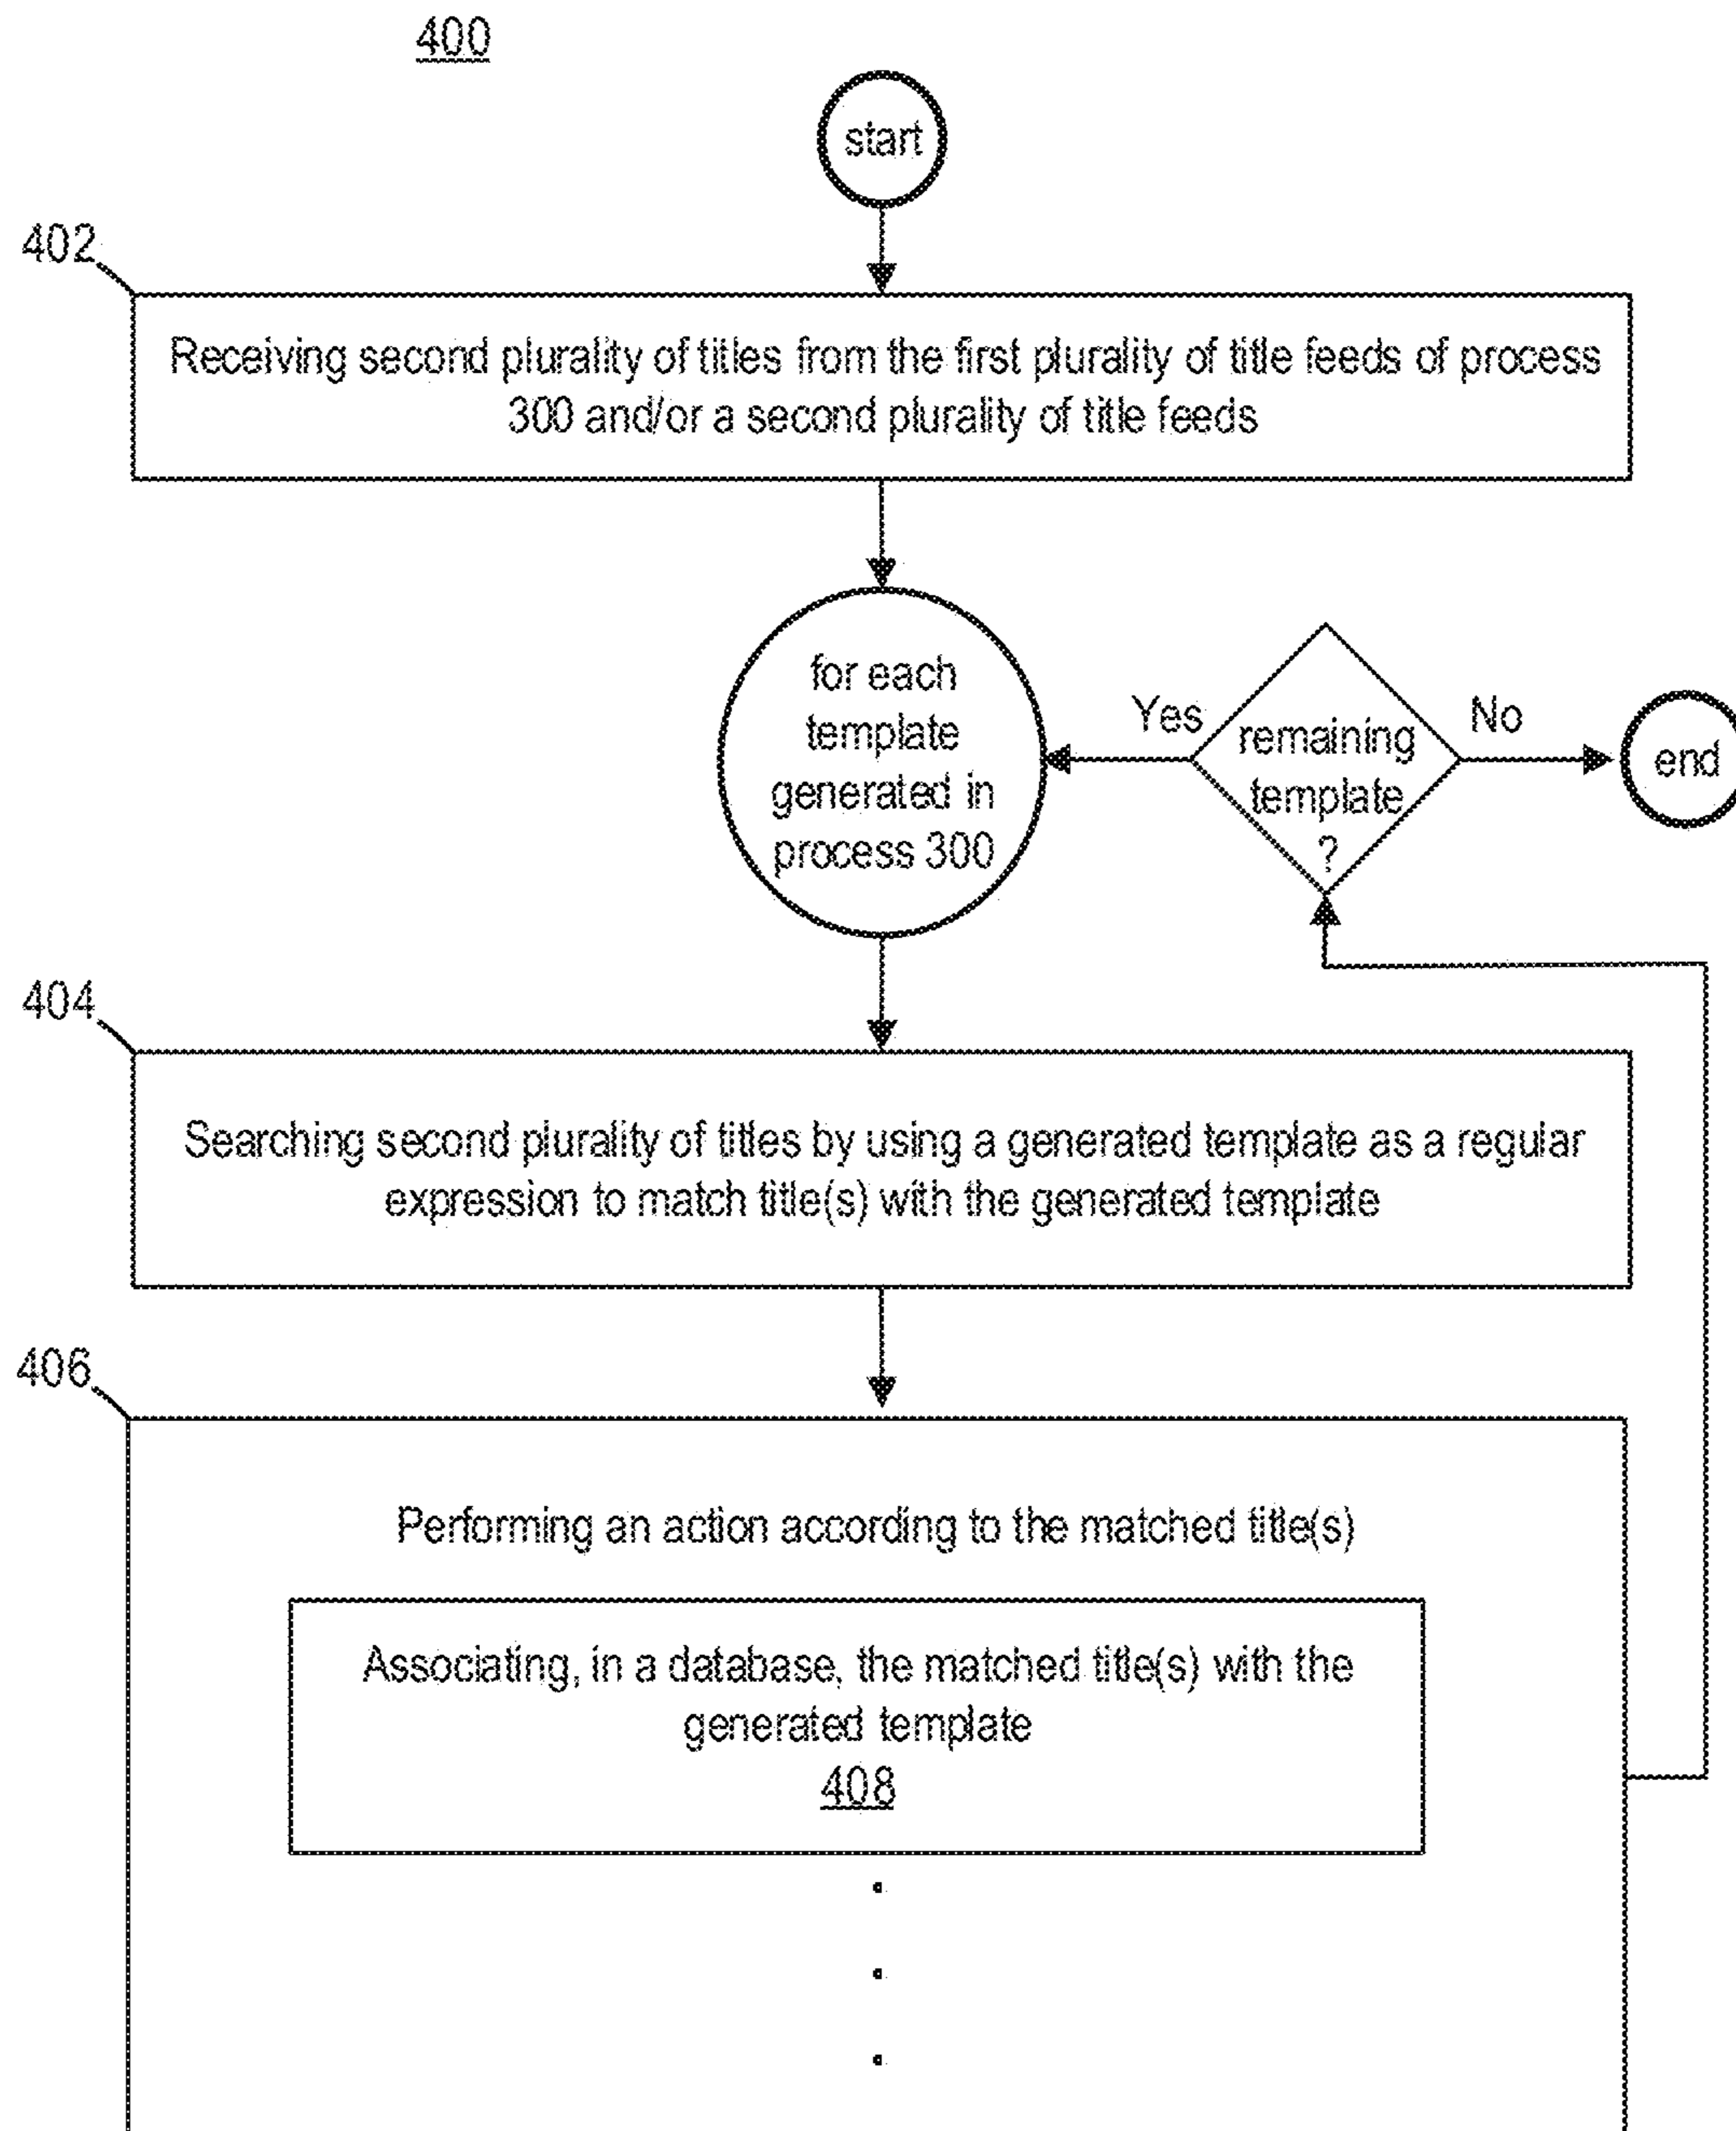 400
start
402
Receiving second plurality of titles from the first plurality of title feeds of process
300 and/or a second plurality of title feeds
for each
template
generated in
process 300
Yes
remaining
template
?
No
end
404
Searching second plurality of titles by using a generated template as a regular
expression to match title(s) with the generated template
406
Performing an action according to the matched title(s)
Associating, in a database, the matched title(s) with the
generated template
408